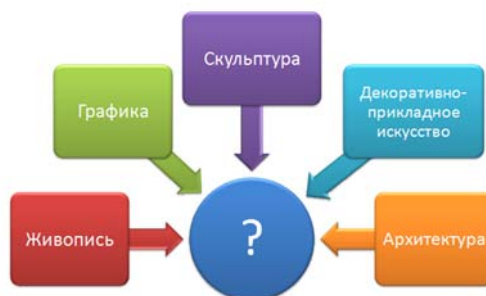 Скульптура
Графика
Декоративно-
прикладное
искусство
Живопись
?
Архитектура